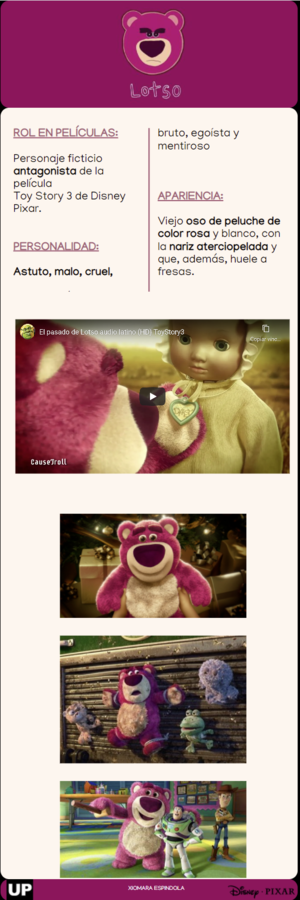 Lotso
ROL EN PELÍCULAS:
Personaje ficticio
antagonista de la
película
Toy Story 3 de Disney
Pixar.
PERSONALIDAD:
Astuto, malo, cruel,
bruto, egoista y
mentiroso
APARIENCIA:
Viejo oso de peluche de
color rosa y blanco, con
la nariz aterciopelada y
que, además, huele a
fresas.
El pasado de Lotso audio latino (HD) ToyStory3
CauseTroll
UP
XIOMARA ESPINDOLA
Disney · PIXAR